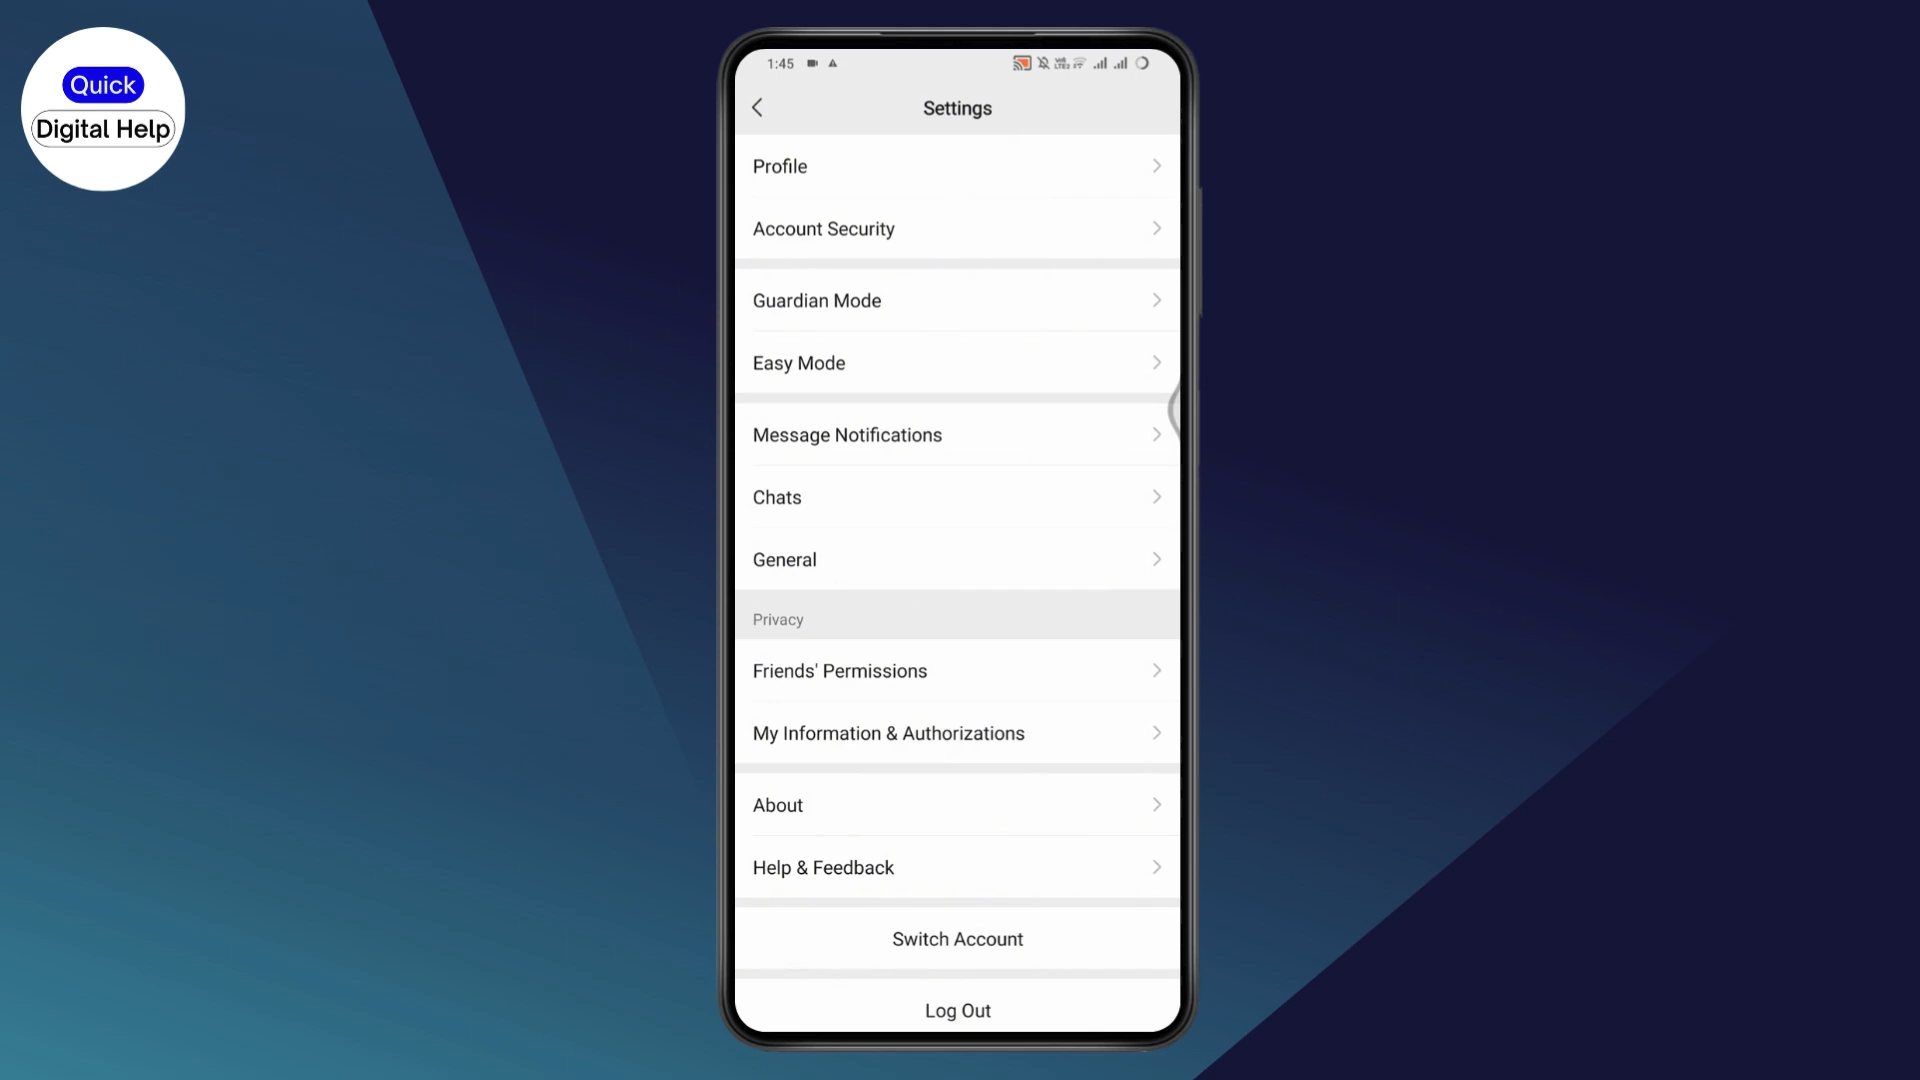 Quick
Digital Help
1:45
Settings
Profile
Account Security
Guardian Mode
Easy Mode
Message Notifications
Chats
General
Privacy
Friends' Permissions
My Information & Authorizations
About
Help & Feedback
Switch Account
Log Out